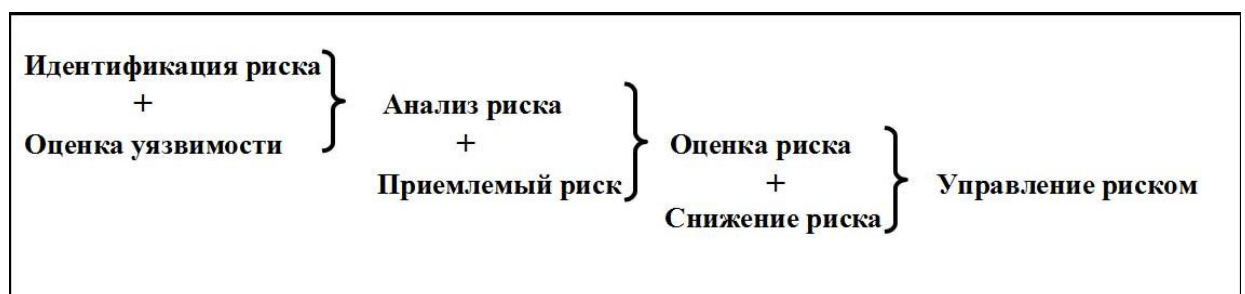 Идентификация риска
+
Оценка уязвимости
Анализ риска
+
Приемлемый риск
Оценка риска
+
Снижение риска
Управление риском